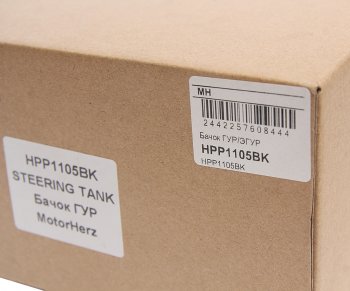 HPP1105BK
STEERING TANK
Бачок ГУР
MotorHerz
MH
2442257608444
Бачок ГУР/ЭГУР
HPP1105BK
HPP1105BK